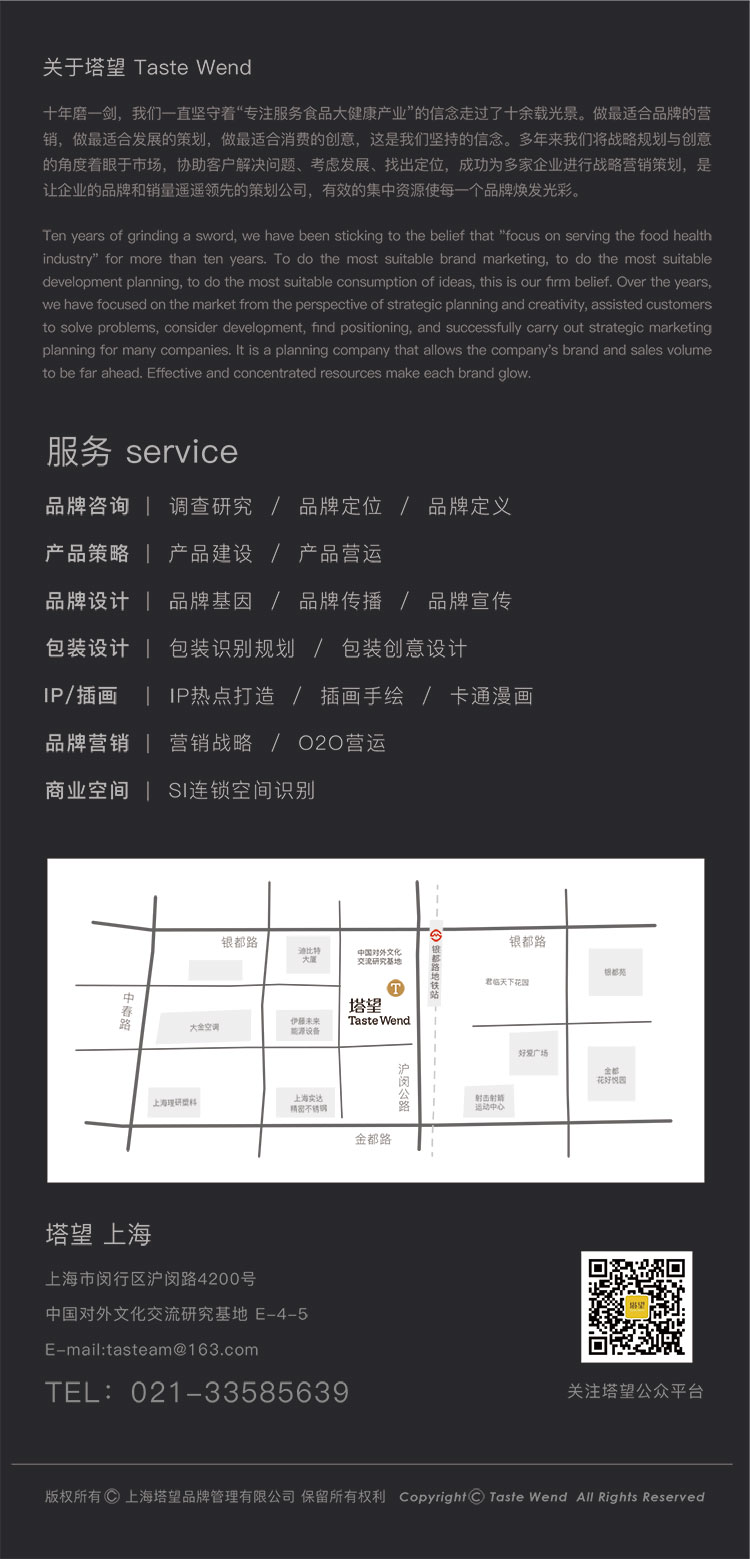 关于塔望 Taste Wend
十年磨一剑，我们一直坚守着“专注服务食品大健康产业”的信念走过了十余载光景。做最适合品牌的营
销，做最适合发展的策划，做最适合消费的创意，这是我们坚持的信念。多年来我们将战略规划与创意
的角度着眼于市场，协助客户解决问题、考虑发展、找出定位，成功为多家企业进行战略营销策划，是
让企业的品牌和销量遥遥领先的策划公司，有效的集中资源使每一个品牌焕发光彩。
Ten years of grinding a sword, we have been sticking to the belief that "focus on serving the food health
industry" for more than ten years. To do the most suitable brand marketing, to do the most suitable
development planning, to do the most suitable consumption of ideas, this is our firm belief. Over the years,
we have focused on the market from the perspective of strategic planning and creativity, assisted customers
to solve problems, consider development, find positioning, and successfully carry out strategic marketing
planning for many companies. It is a planning company that allows the company's brand and sales volume
to be far ahead. Effective and concentrated resources make each brand glow.
服务 service
品牌咨询 | 调查研究 / 品牌定位 / 品牌定义
产品策略 | 产品建设 / 产品营运
品牌设计 | 品牌基因 / 品牌传播 / 品牌宣传
包装设计 | 包装识别规划 / 包装创意设计
IP/插画 | IP热点打造 / 插画手绘 / 卡通漫画
品牌营销 | 营销战略 / O2O营运
商业空间 | SI连锁空间识别
银都路
迪比特
大厦
中国对外文化
交流研究基地
银都路地铁站
银都路
银都苑
君临天下花园
中春路
T
塔望
Taste Wend
大金空调
伊藤未来
能源设备
好爱广场
金都
花好悦园
沪闵公路
上海隆研塑料
上海实达
精密不锈钢
射击射箭
运动中心
金都路
塔望 上海
上海市闵行区沪闵路4200号
中国对外文化交流研究基地 E-4-5
E-mail:tasteam@163.com
TEL：021-33585639
塔望
关注塔望公众平台
版权所有© 上海塔望品牌管理有限公司 保留所有权利 Copyright© Taste Wend All Rights Reserved